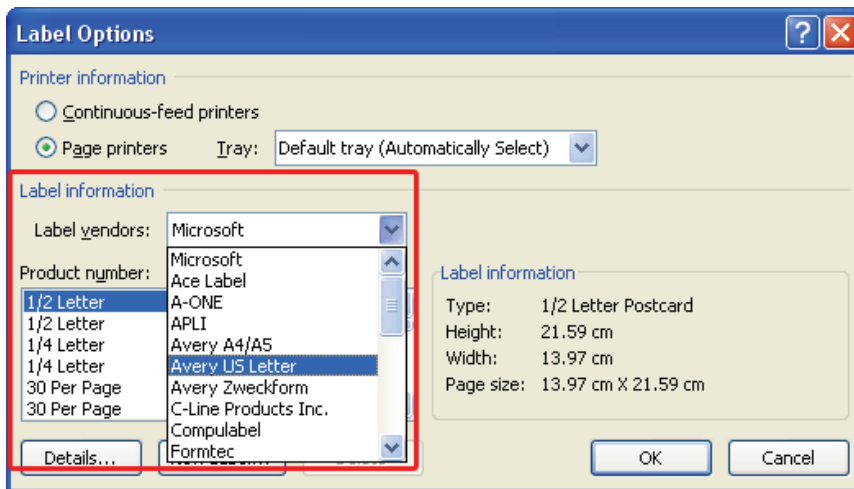 Label Options
Printer information
Continuous-feed printers
Page printers Tray: Default tray (Automatically Select)
Label information
Label vendors: Microsoft
Microsoft
Ace Label
A-ONE
APLI
Avery A4/A5
Avery US Letter
Avery Zweckform
C-Line Products Inc.
Compulabel
Formtec
Product number:
1/2 Letter
1/2 Letter
1/4 Letter
1/4 Letter
30 Per Page
30 Per Page
Label information
Type: 1/2 Letter Postcard
Height: 21.59 cm
Width: 13.97 cm
Page size: 13.97 cm X 21.59 cm
Details...
OK
Cancel